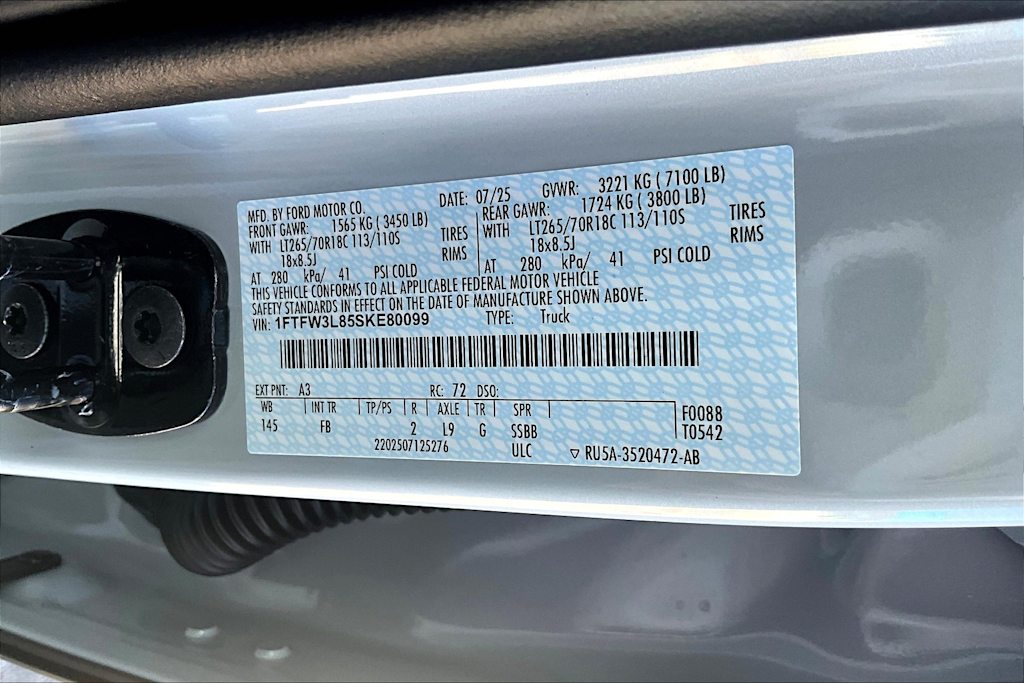 MFD. BY FORD MOTOR CO. DATE: 07/25 GVWR: 3221 KG ( 7100 LB)
FRONT GAWR: 1565 KG ( 3450 LB) REAR GAWR: 1724 KG ( 3800 LB)
WITH LT265/70R18C 113/110S TIRES WITH LT265/70R18C 113/110S TIRES
18x8.5J RIMS 18x8.5J RIMS
AT 280 kPa/ 41 PSI COLD AT 280 kPa/ 41 PSI COLD
THIS VEHICLE CONFORMS TO ALL APPLICABLE FEDERAL MOTOR VEHICLE
SAFETY STANDARDS IN EFFECT ON THE DATE OF MANUFACTURE SHOWN ABOVE.
VIN: 1FTFW3L85SKE80099 TYPE: Truck
EXT PNT: A3 RC: 72 DSO:
WB INT TR TP/PS R AXLE TR SPR F0088
145 FB 2 L9 G SSBB T0542
2202507125276 ULC ▽ RU5A-3520472-AB